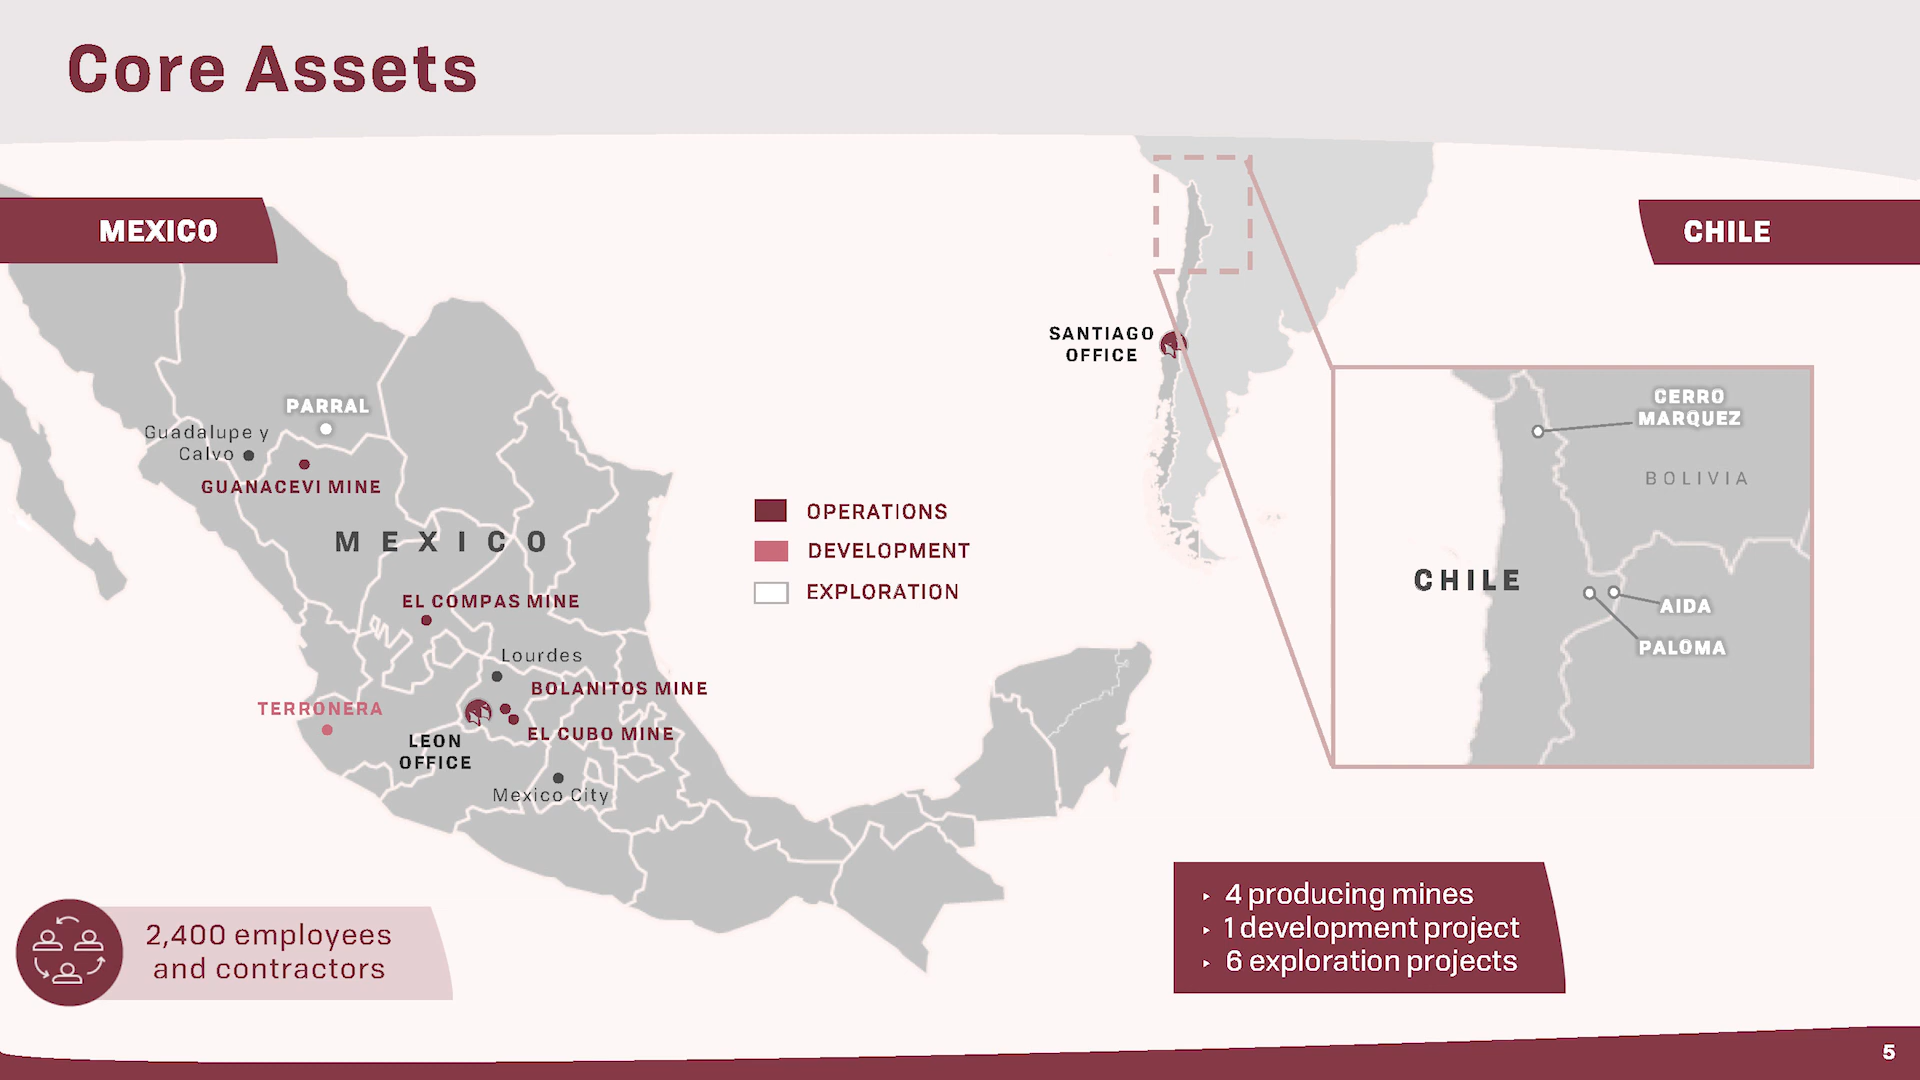 Core Assets
MEXICO
CHILE
SANTIAGO
OFFICE
PARRAL
Guadalupe y
Calvo
GUANACEVI MINE
MEXICO
EL COMPAS MINE
Lourdes
BOLANITOS MINE
TERRONERA
EL CUBO MINE
LEON
OFFICE
Mexico City
OPERATIONS
DEVELOPMENT
EXPLORATION
CERRO
MARQUEZ
BOLIVIA
CHILE
AIDA
PALOMA
2,400 employees
and contractors
‣ 4 producing mines
‣ 1 development project
‣ 6 exploration projects
5